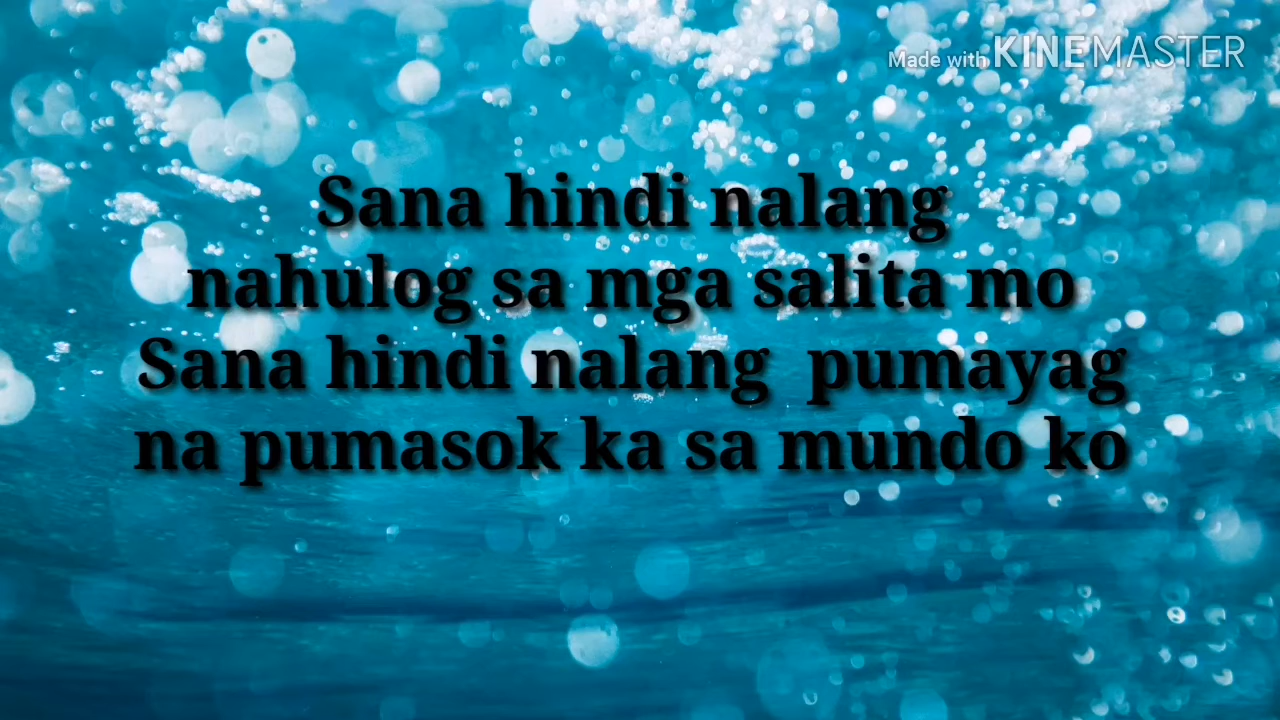 Made with KINEMASTER
Sana hindi nalang
nahulog sa mga salita mo
Sana hindi nalang pumayag
na pumasok ka sa mundo ko